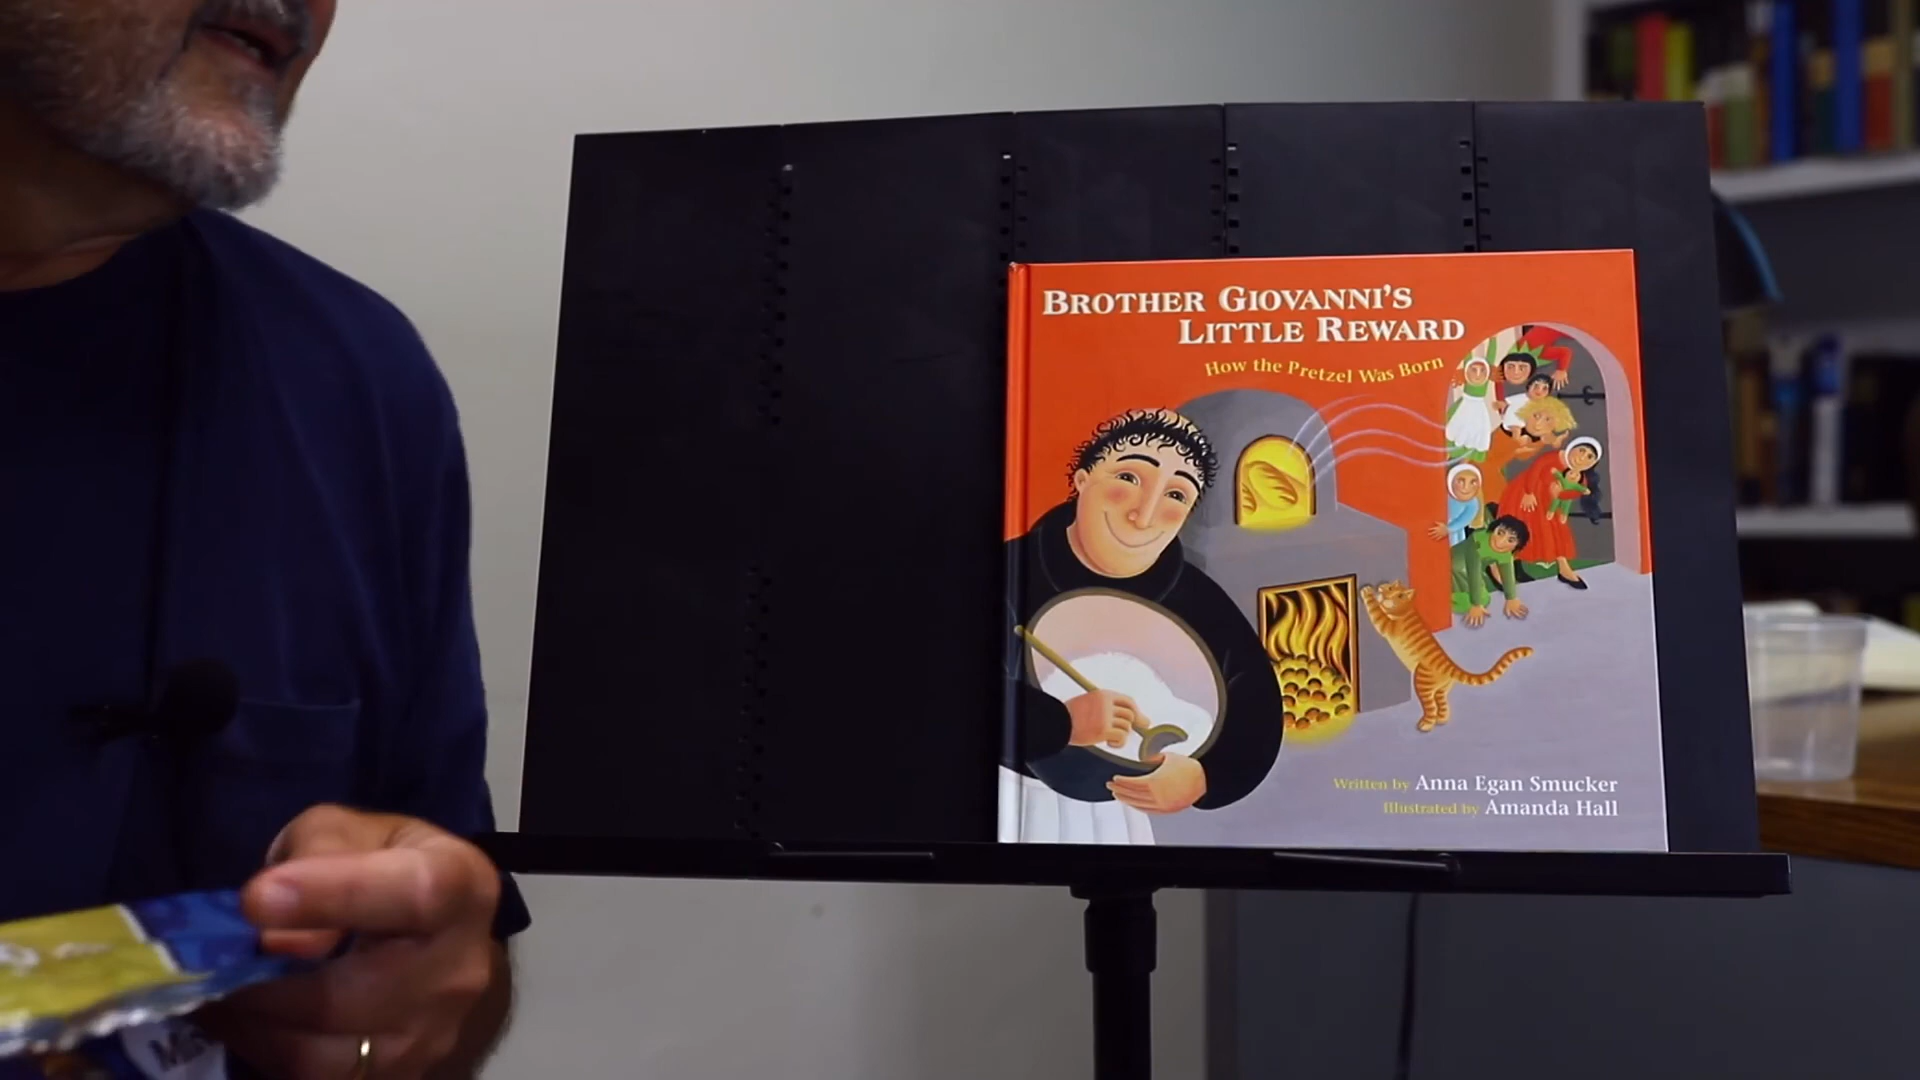 BROTHER GIOVANNI'S
LITTLE REWARD
How the Pretzel Was Born
Written by Anna Egan Smucker
Illustrated by Amanda Hall